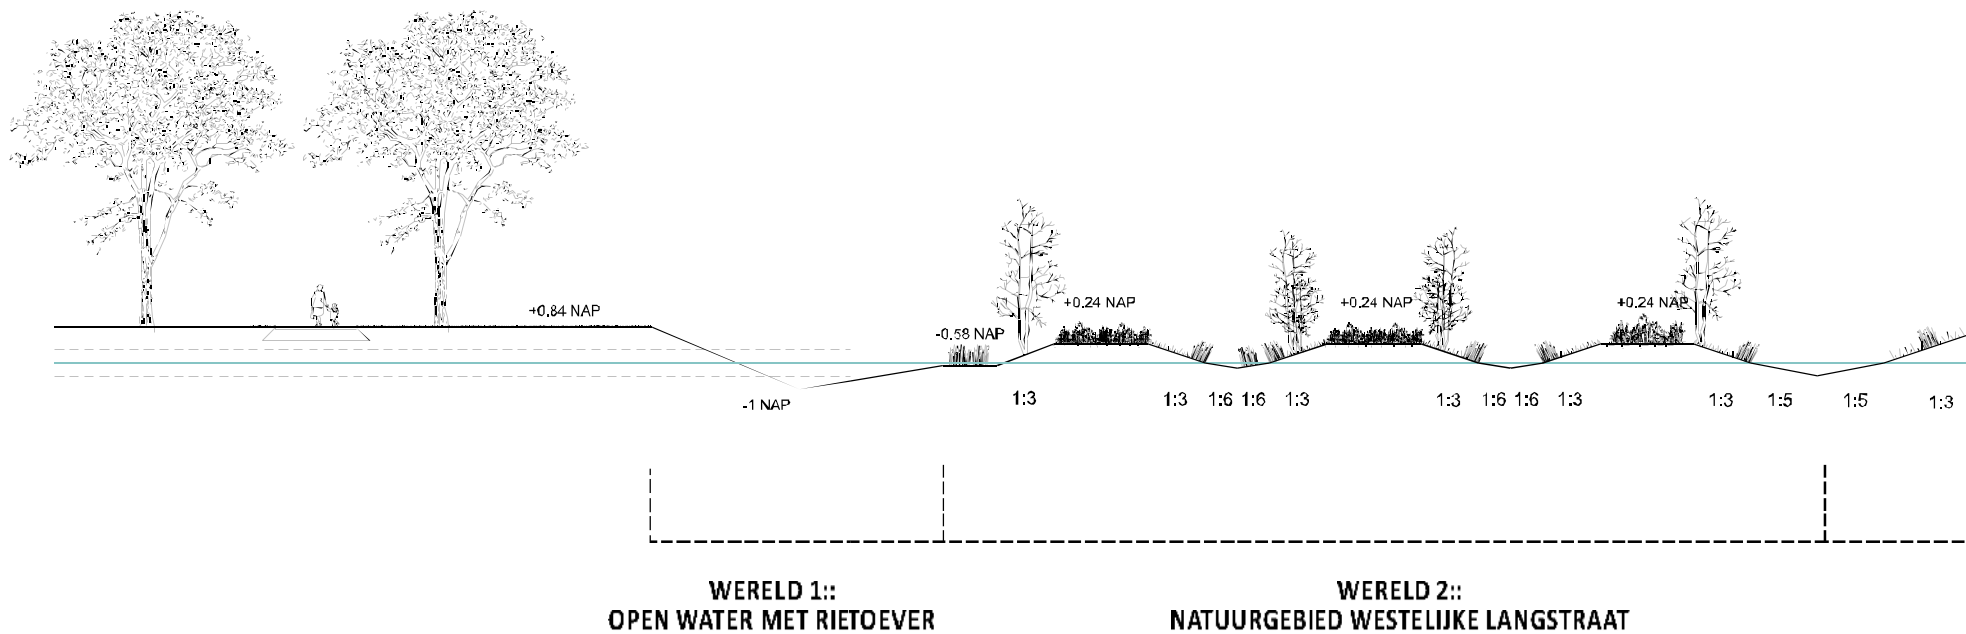 +0.84 NAP
-1 NAP
-0.58 NAP
+0.24 NAP
+0.24 NAP
+0.24 NAP
1:3
1:3
1:6
1:6
1:3
1:3
1:6
1:6
1:3
1:3
1:5
1:5
1:3
WERELD 1::
OPEN WATER MET RIETOEVER
WERELD 2::
NATUURGEBIED WESTELIJKE LANGSTRAAT